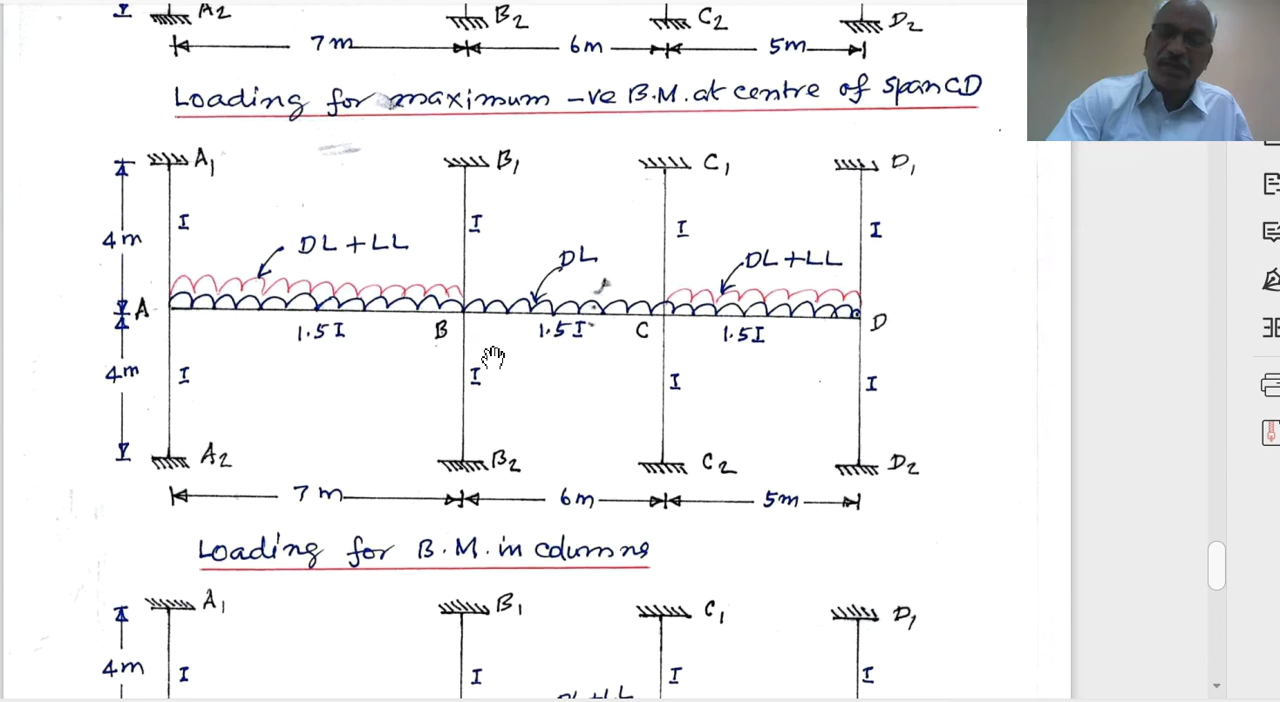 I A2 B2 C2 D2
7m 6m 5m
Loading for maximum -ve B.M. at centre of span CD
A1 B1 C1 D1
I I I I
4m DL+LL DL DL+LL
A
1.5I B 1.5I C 1.5I D
4m I I I I
A2 B2 C2 D2
7m 6m 5m
Loading for B.M. in columns
A1 B1 C1 D1
4m I I I I